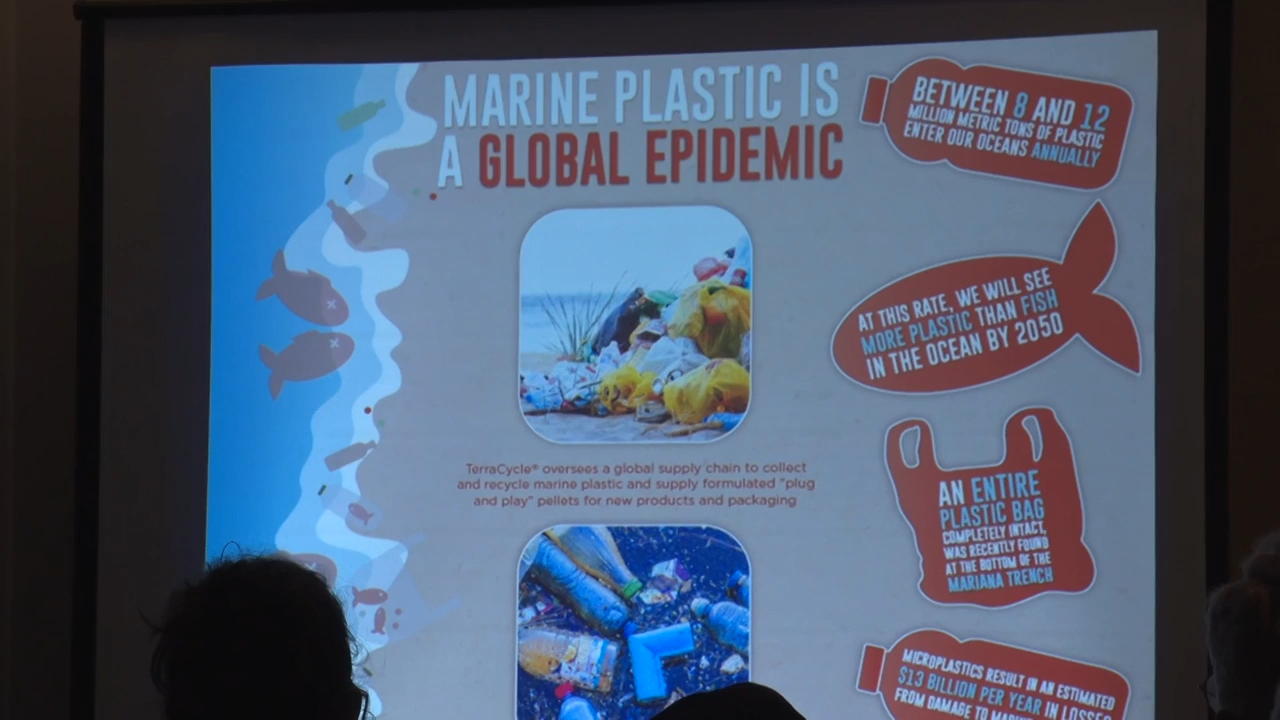 MARINE PLASTIC IS
A GLOBAL EPIDEMIC
BETWEEN 8 AND 12
MILLION METRIC TONS OF PLASTIC
ENTER OUR OCEANS ANNUALLY
AT THIS RATE, WE WILL SEE
MORE PLASTIC THAN FISH
IN THE OCEAN BY 2050
TerraCycle® oversees a global supply chain to collect
and recycle marine plastic and supply formulated "plug
and play" pellets for new products and packaging
AN ENTIRE
PLASTIC BAG
COMPLETELY INTACT,
WAS RECENTLY FOUND
AT THE BOTTOM OF THE
MARIANA TRENCH
MICROPLASTICS RESULT IN AN ESTIMATED
$13 BILLION PER YEAR IN LOSSES
FROM DAMAGE TO